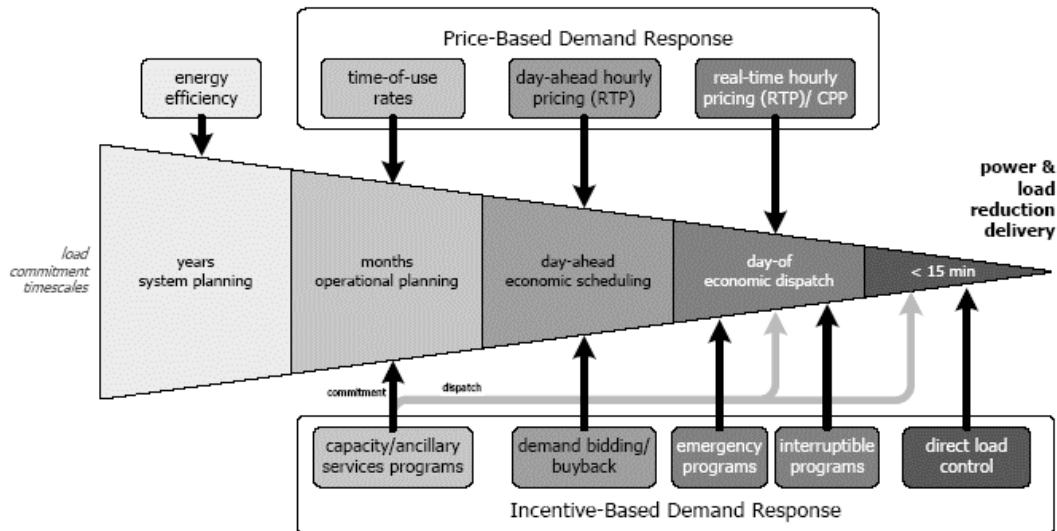 Price-Based Demand Response
energy
efficiency
time-of-use
rates
day-ahead hourly
pricing (RTP)
real-time hourly
pricing (RTP)/ CPP
power &
load
reduction
delivery
load
commitment
timescales
years
system planning
months
operational planning
day-ahead
economic scheduling
day-of
economic dispatch
< 15 min
commitment
dispatch
capacity/ancillary
services programs
demand bidding/
buyback
emergency
programs
interruptible
programs
direct load
control
Incentive-Based Demand Response